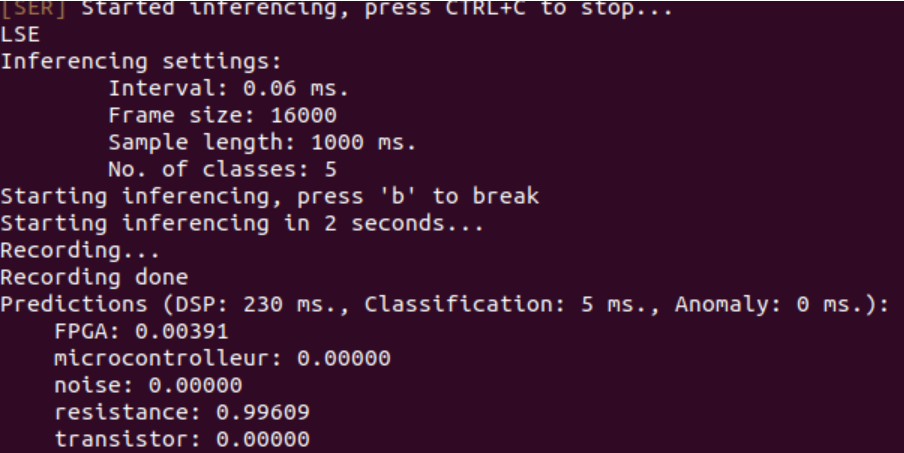 [SER] Started inferencing, press CTRL+C to stop...
LSE
Inferencing settings:
Interval: 0.06 ms.
Frame size: 16000
Sample length: 1000 ms.
No. of classes: 5
Starting inferencing, press 'b' to break
Starting inferencing in 2 seconds...
Recording...
Recording done
Predictions (DSP: 230 ms., Classification: 5 ms., Anomaly: 0 ms.):
FPGA: 0.00391
microcontrolleur: 0.00000
noise: 0.00000
resistance: 0.99609
transistor: 0.00000